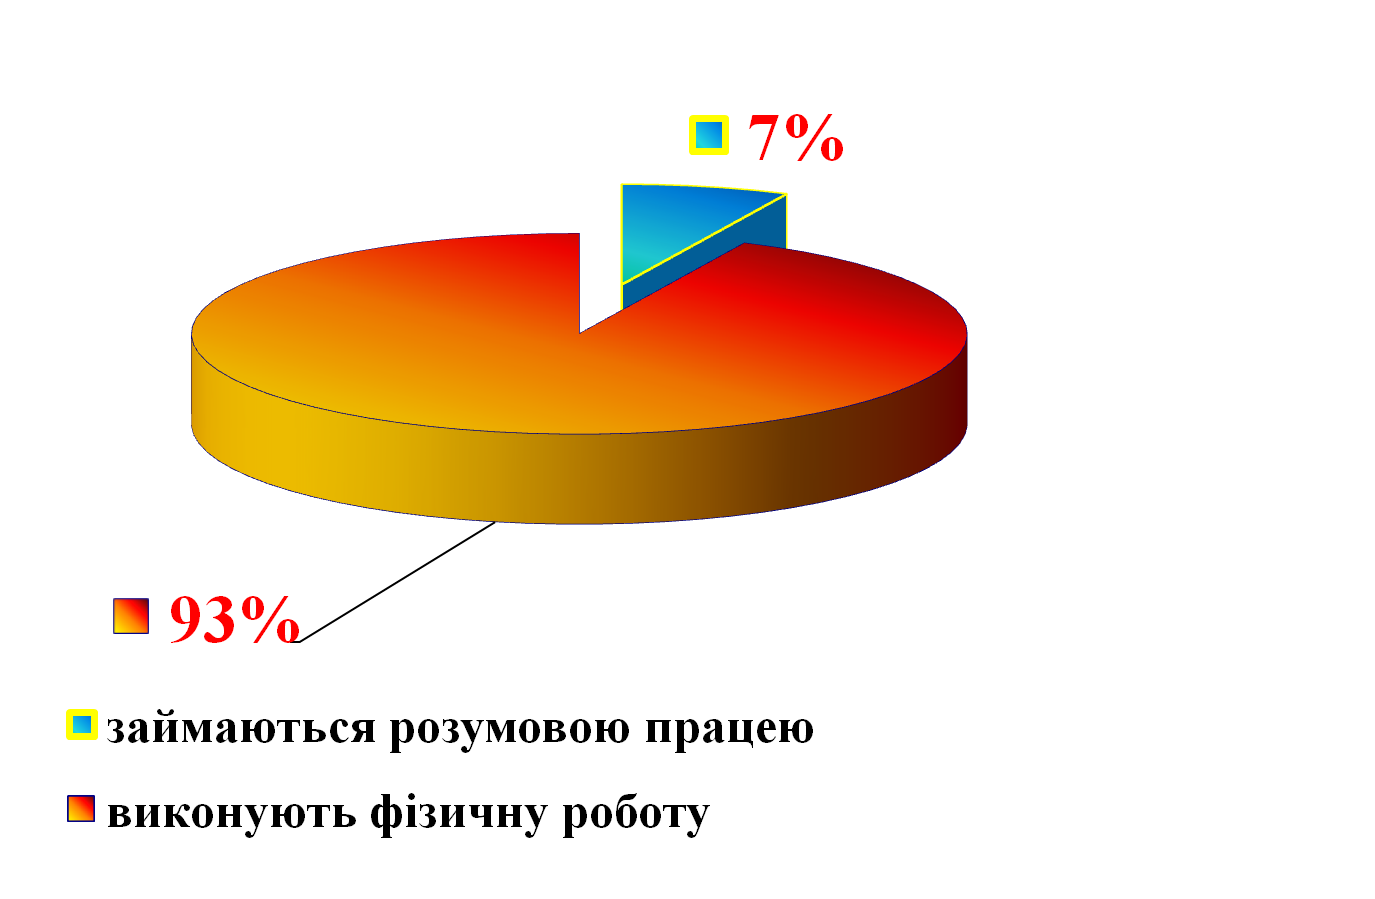 7%
93%
займаються розумовою працею
виконують фізичну роботу